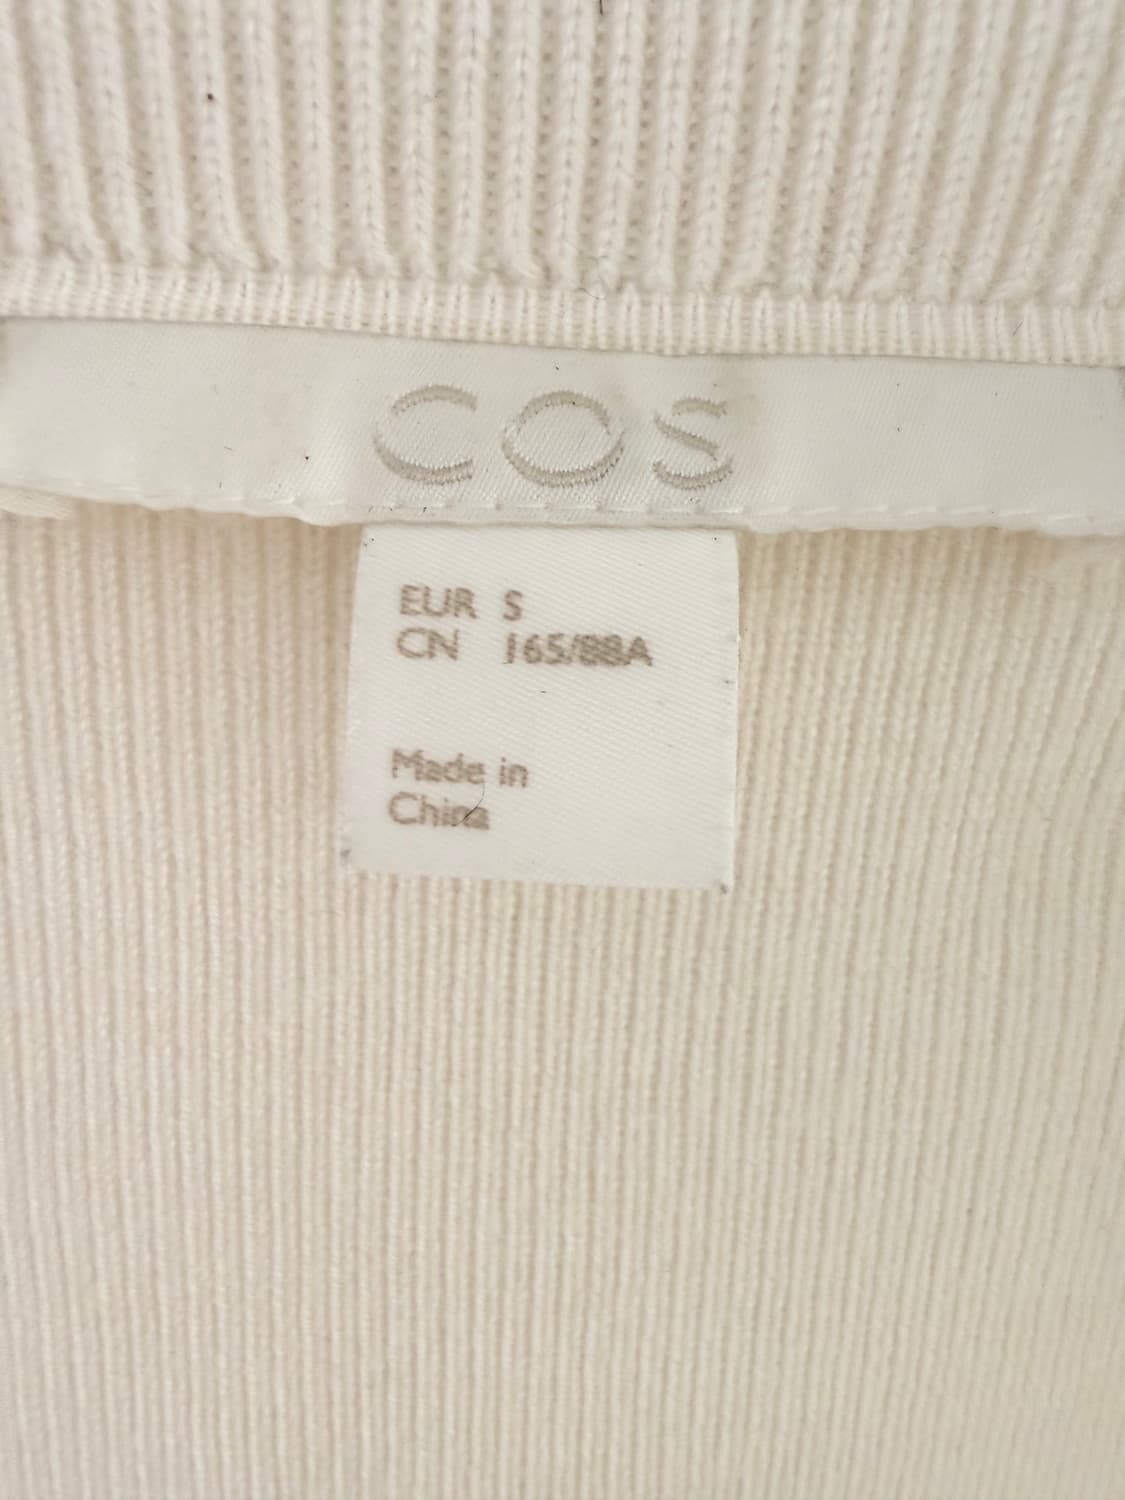 COS
EUR S
CN 165/88A
Made in
China